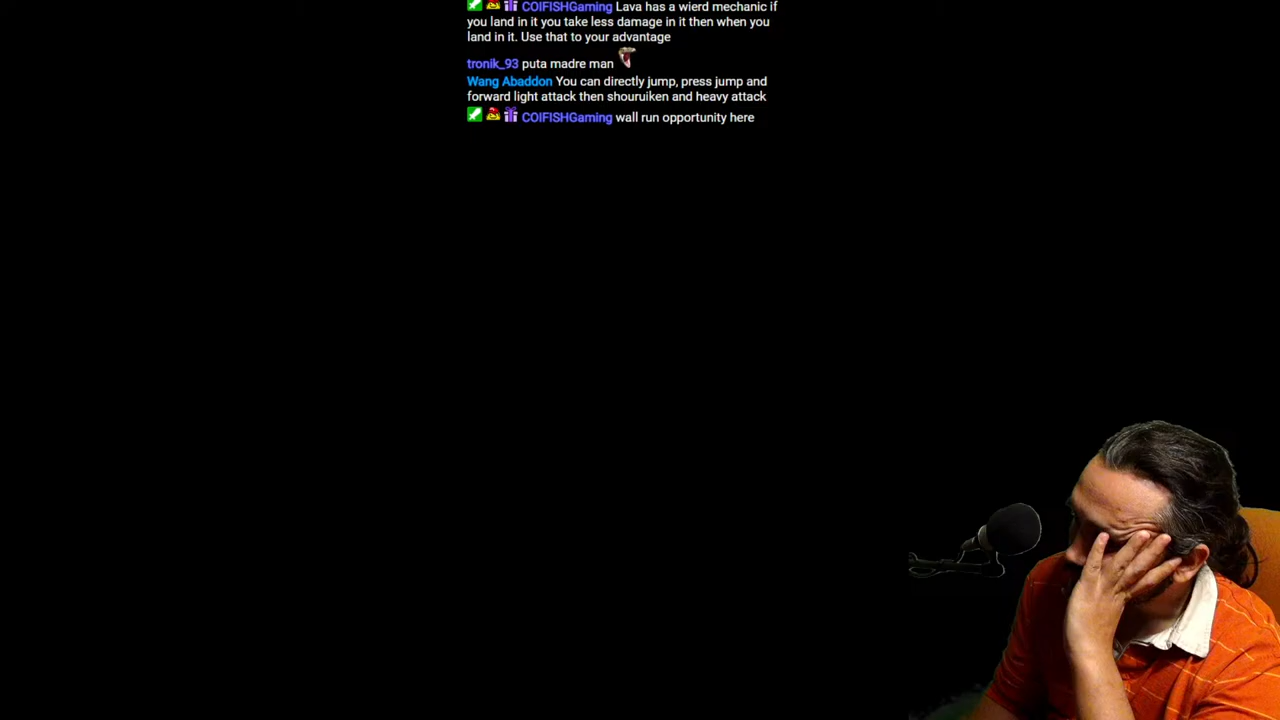 COIFISHGaming Lava has a wierd mechanic if
you land in it you take less damage in it then when you
land in it. Use that to your advantage
tronik_93 puta madre man
Wang Abaddon You can directly jump, press jump and
forward light attack then shouruiken and heavy attack
COIFISHGaming wall run opportunity here